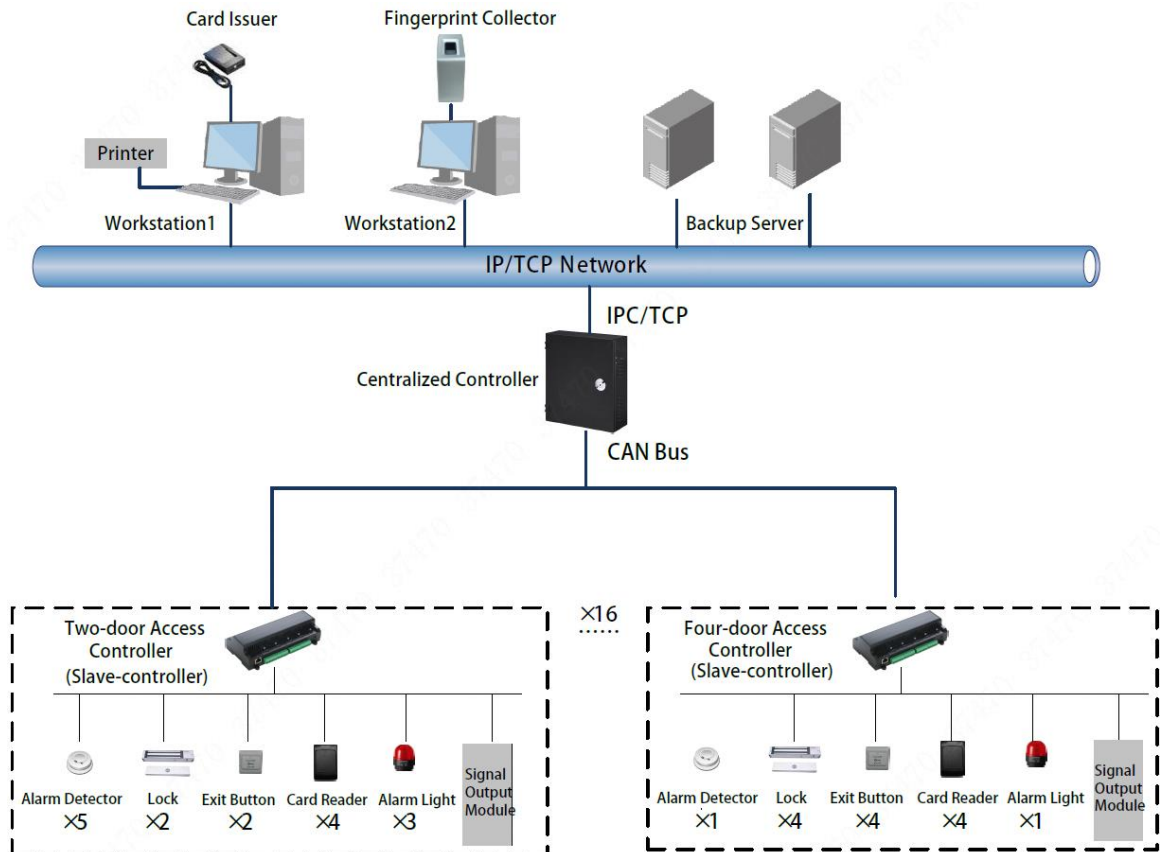 Card Issuer
Fingerprint Collector
Printer
Workstation1
Workstation2
Backup Server
IP/TCP Network
IPC/TCP
Centralized Controller
CAN Bus
×16
Two-door Access
Controller
(Slave-controller)
Alarm Detector
×5
Lock
×2
Exit Button
×2
Card Reader
×4
Alarm Light
×3
Signal
Output
Module
Four-door Access
Controller
(Slave-controller)
Alarm Detector
×1
Lock
×4
Exit Button
×4
Card Reader
×4
Alarm Light
×1
Signal
Output
Module
37470